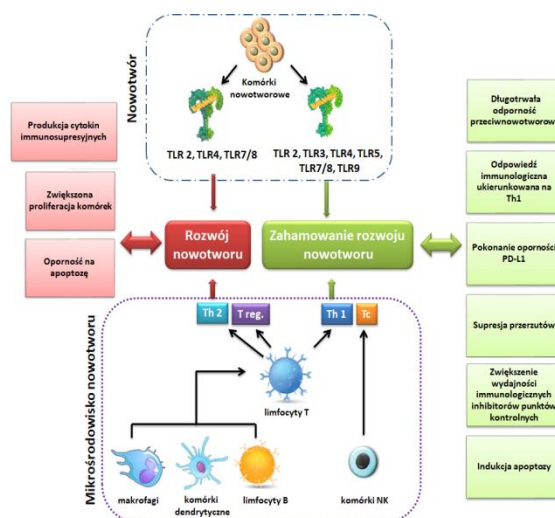 Nowotwór
Komórki
nowotworowe
TLR 2, TLR4, TLR7/8
TLR 2, TLR3, TLR4, TLR5,
TLR7/8, TLR9
Produkcja cytokin
immunosupresyjnych
Zwiększona
proliferacja komórek
Oporność na
apoptozę
Rozwój
nowotworu
Zahamowanie rozwoju
nowotworu
Długotrwała
odporność
przeciwnowotworowa
Odpowiedź
immunologiczna
ukierunkowana na
Th1
Pokonanie oporności
PD-L1
Supresja przerzutów
Zwiększenie
wydajności
immunologicznych
inhibitorów punktów
kontrolnych
Indukcja apoptozy
Mikrośrodowisko nowotworu
Th 2
T reg.
Th 1
Tc
limfocyty T
makrofagi
komórki
dendrytyczne
limfocyty B
komórki NK